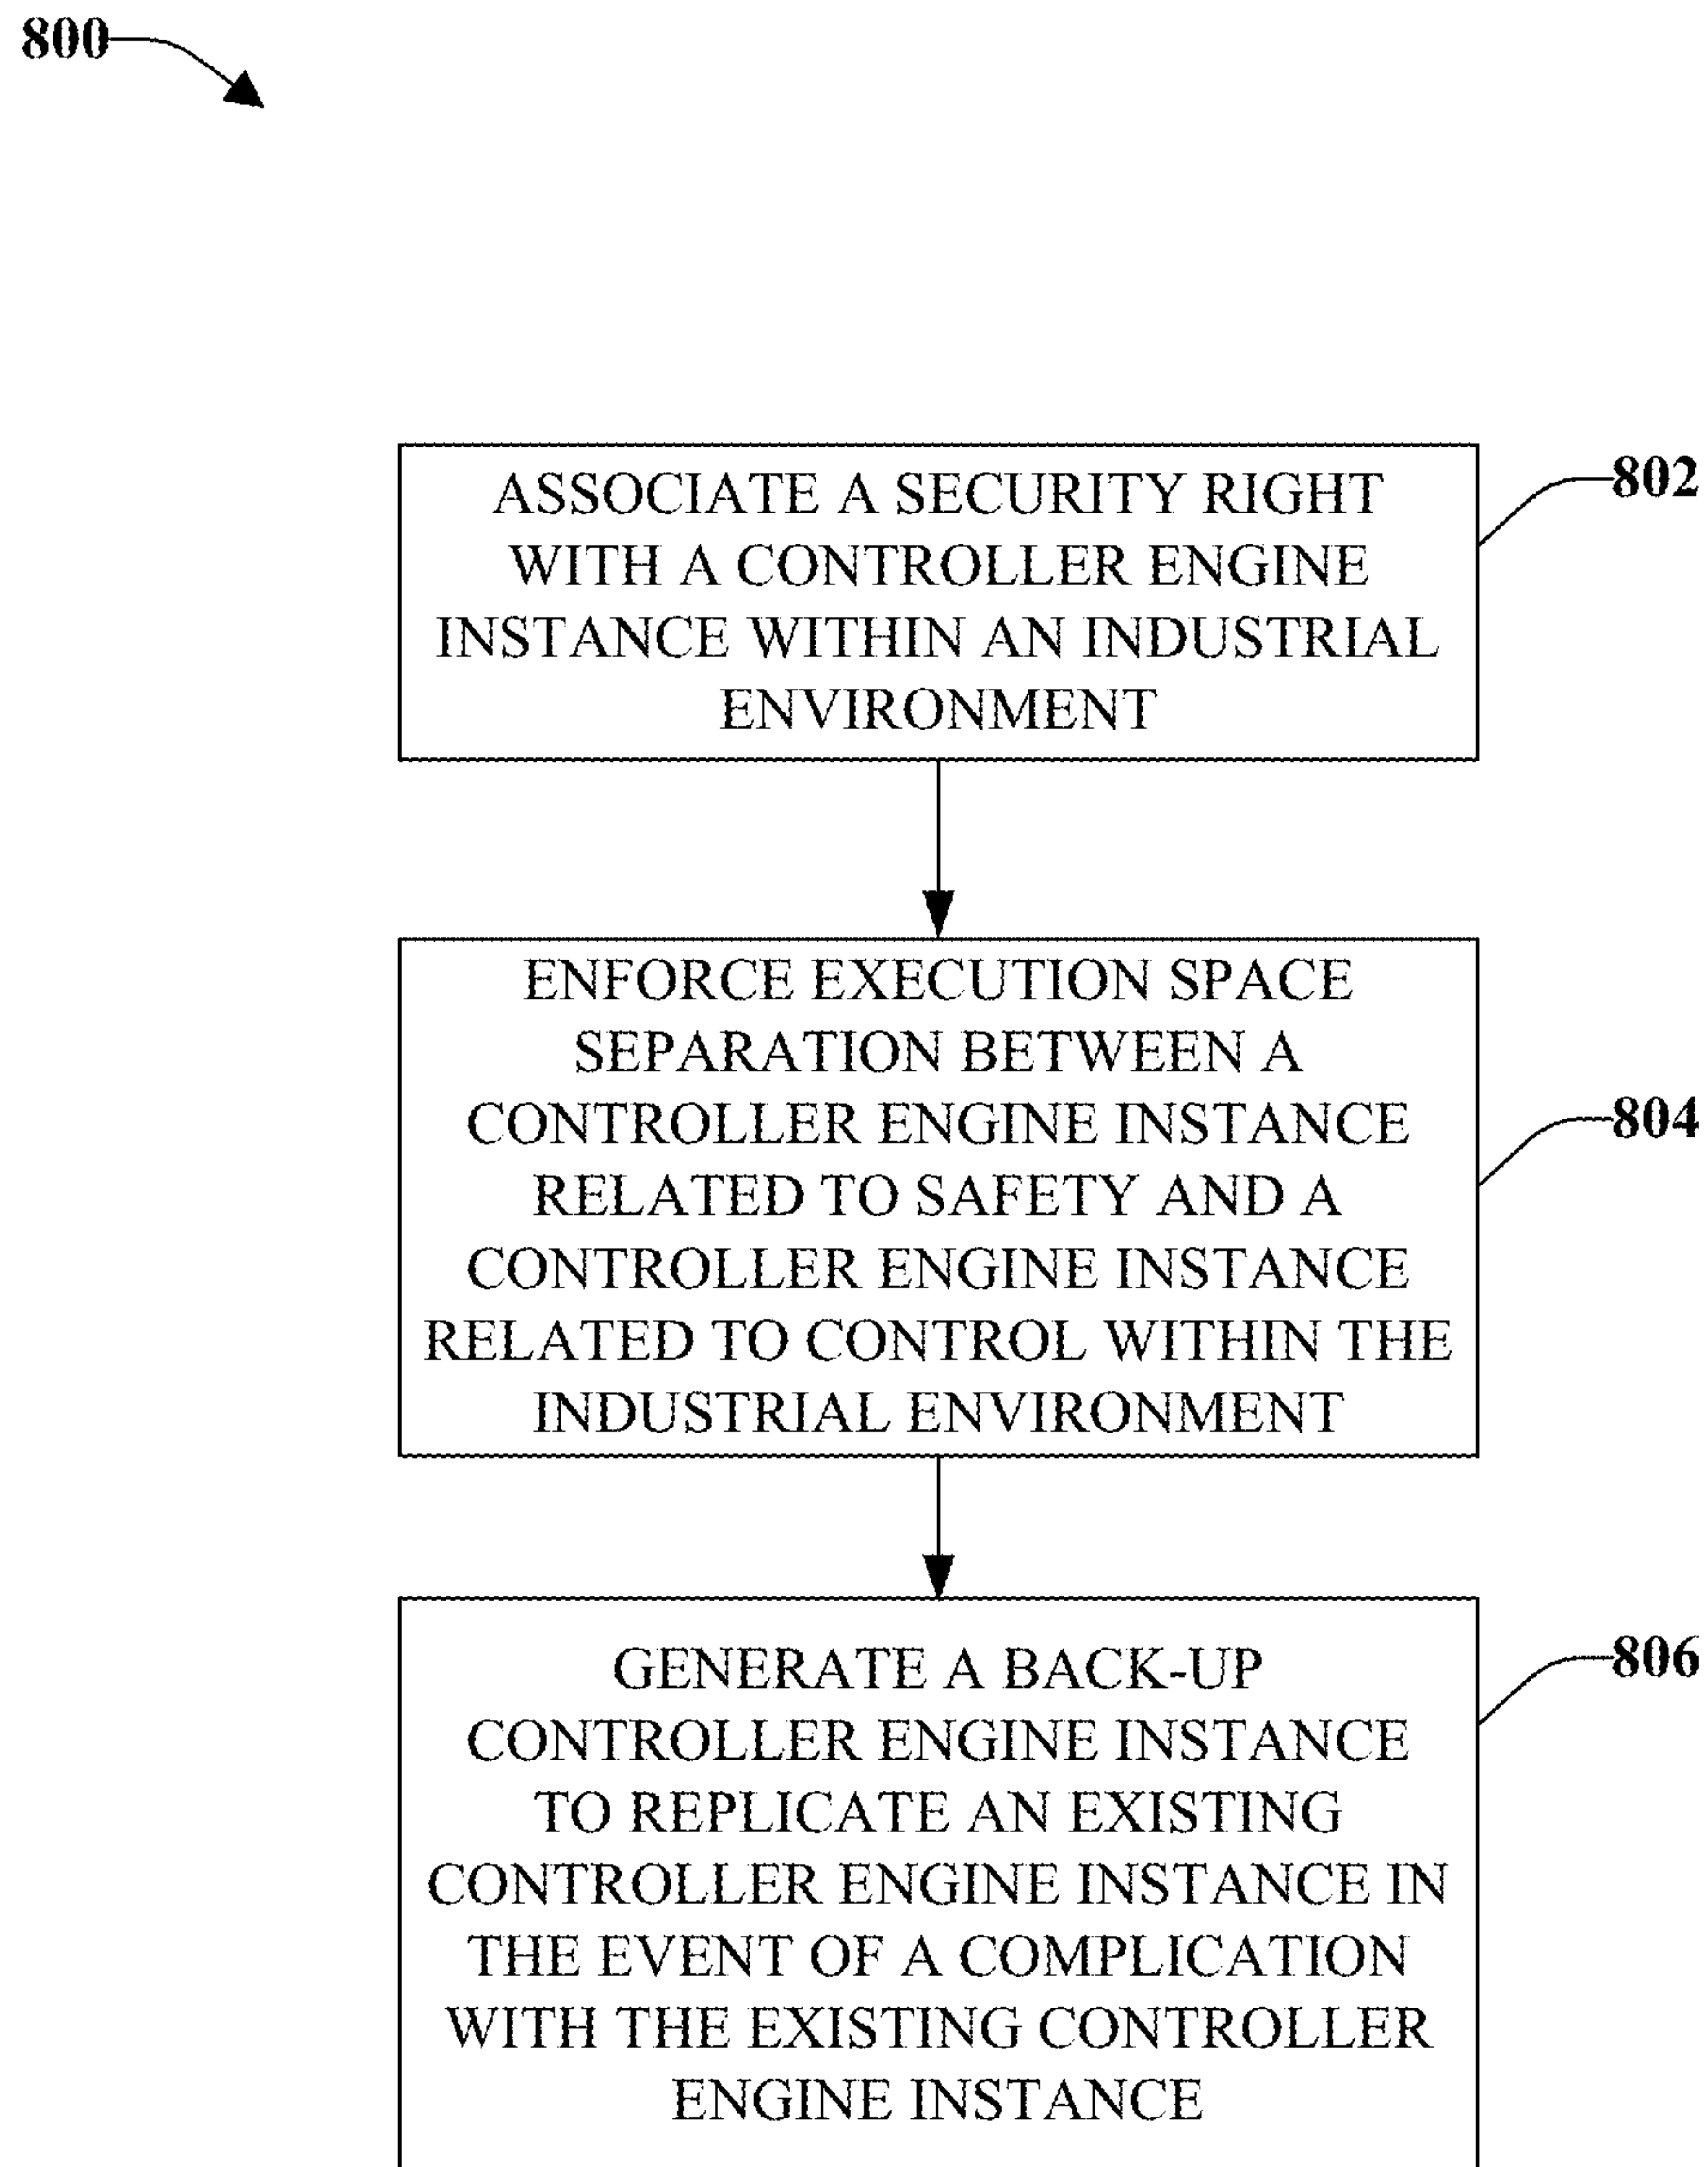 800
ASSOCIATE A SECURITY RIGHT
WITH A CONTROLLER ENGINE
INSTANCE WITHIN AN INDUSTRIAL
ENVIRONMENT
802
ENFORCE EXECUTION SPACE
SEPARATION BETWEEN A
CONTROLLER ENGINE INSTANCE
RELATED TO SAFETY AND A
CONTROLLER ENGINE INSTANCE
RELATED TO CONTROL WITHIN THE
INDUSTRIAL ENVIRONMENT
804
GENERATE A BACK-UP
CONTROLLER ENGINE INSTANCE
TO REPLICATE AN EXISTING
CONTROLLER ENGINE INSTANCE IN
THE EVENT OF A COMPLICATION
WITH THE EXISTING CONTROLLER
ENGINE INSTANCE
806